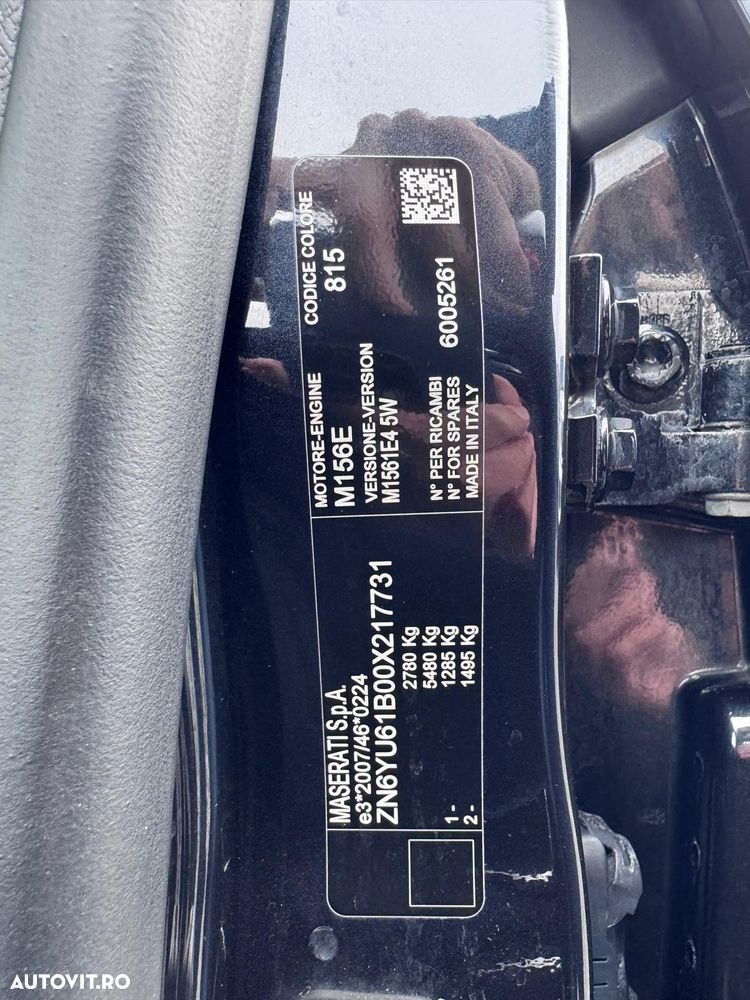 MASERATI S.p.A.
e3*2007/46*0224
ZN6YU61B00X217731
2780 Kg
5480 Kg
1- 1285 Kg
2- 1495 Kg
MOTORE-ENGINE
M156E
VERSIONE-VERSION
M1561E4 5W
N° PER RICAMBI
N° FOR SPARES
MADE IN ITALY
CODICE COLORE
815
6005261
AUTOVIT.RO